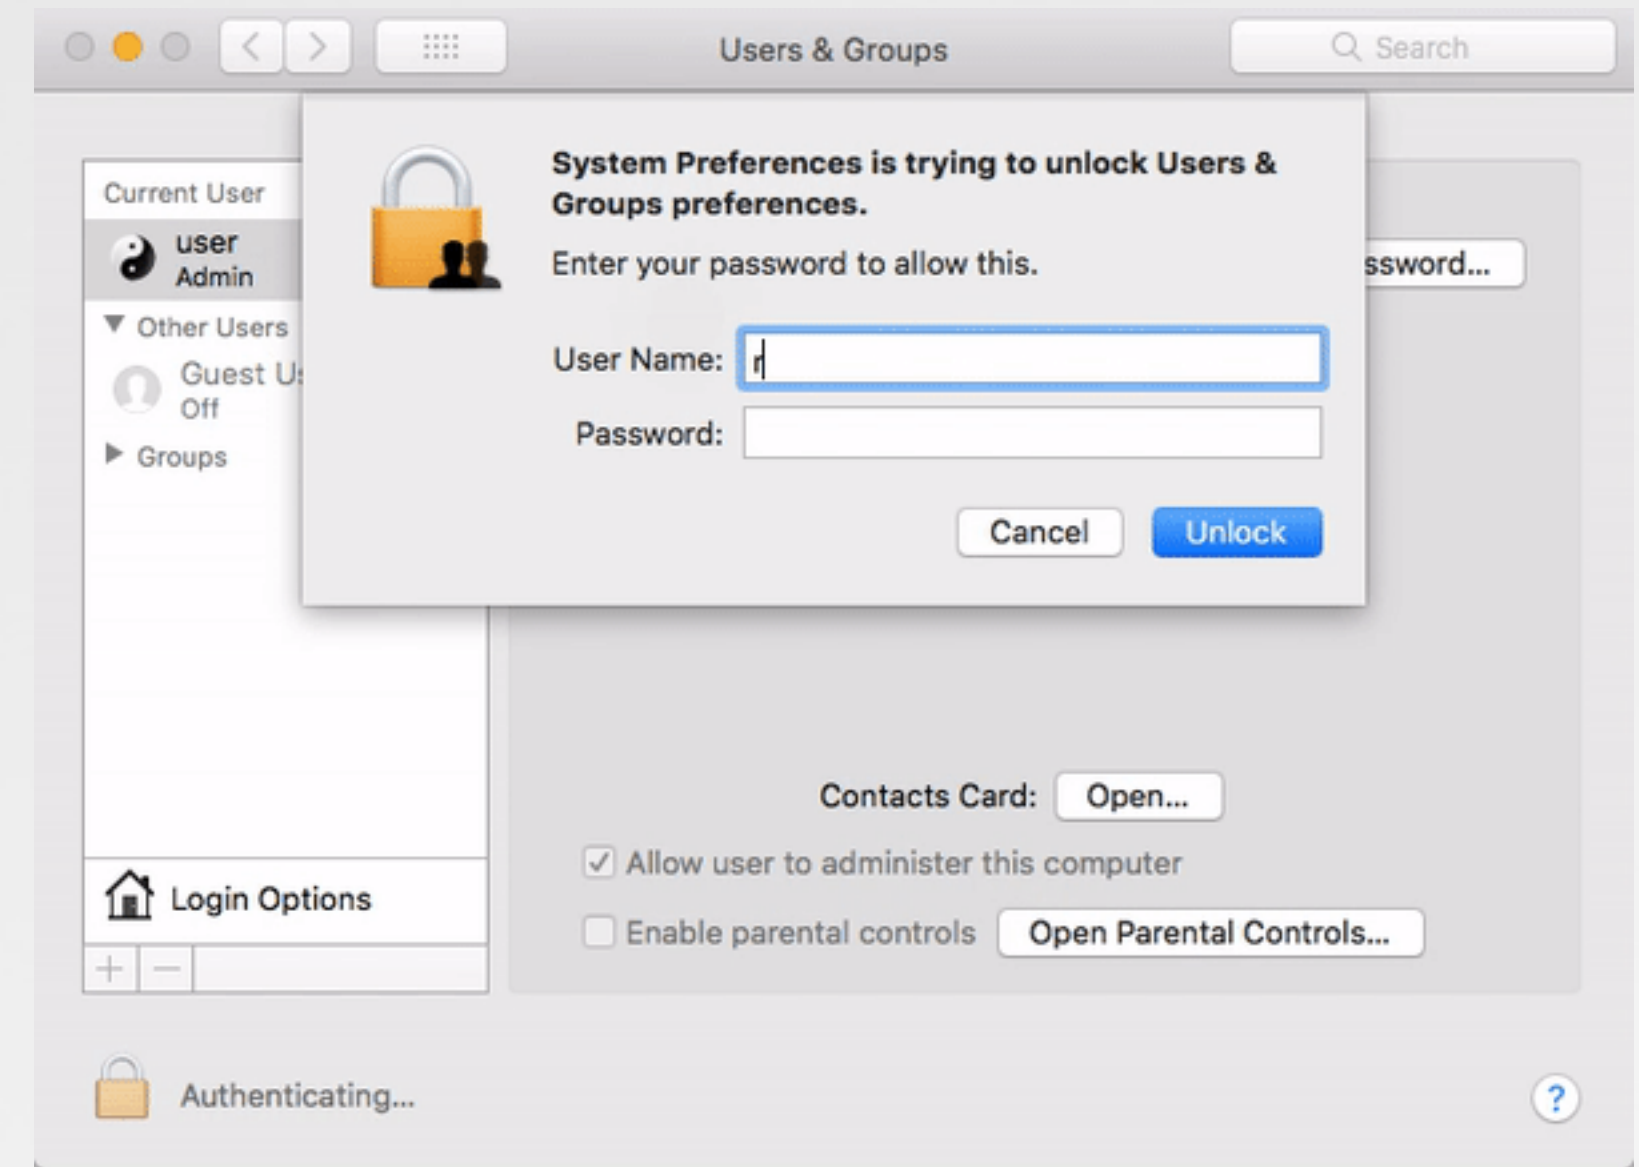 Users & Groups
Search
System Preferences is trying to unlock Users &
Groups preferences.
Enter your password to allow this.
User Name: r
Password:
Cancel
Unlock
Current User
user
Admin
Other Users
Guest
Off
Groups
Login Options
Contacts Card: Open...
Allow user to administer this computer
Enable parental controls Open Parental Controls...
Authenticating...
?